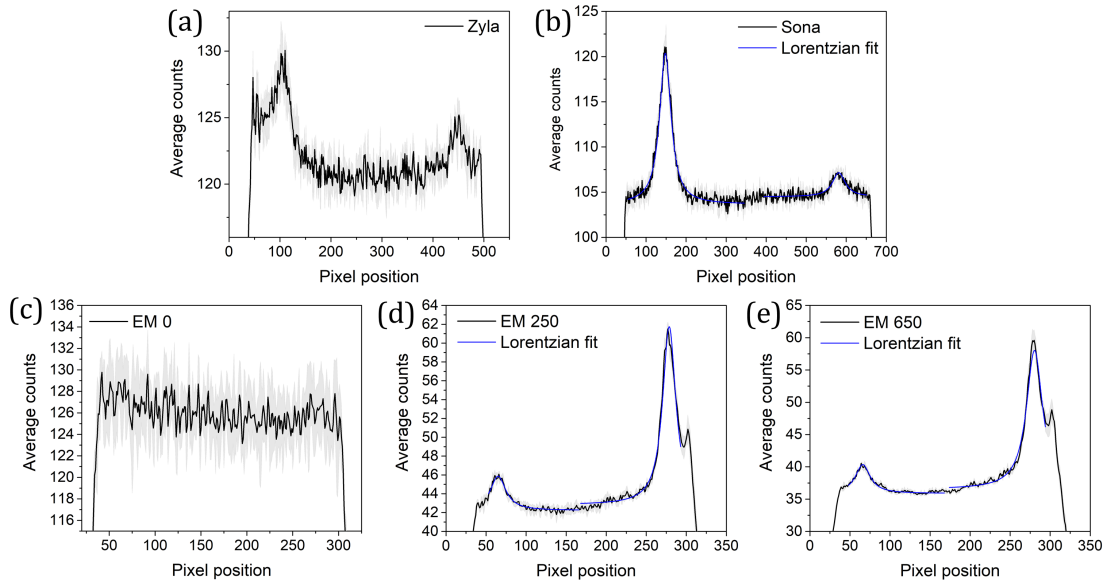 (a)
Zyla
Average counts
130
125
120
0 100 200 300 400 500
Pixel position
(b)
Sona
Lorentzian fit
Average counts
125
120
115
110
105
100
0 100 200 300 400 500 600 700
Pixel position
(c)
EM 0
Average counts
136
134
132
130
128
126
124
122
120
118
116
50 100 150 200 250 300
Pixel position
(d)
EM 250
Lorentzian fit
Average counts
64
62
60
58
56
54
52
50
48
46
44
42
40
0 50 100 150 200 250 300 350
Pixel position
(e)
EM 650
Lorentzian fit
Average counts
65
60
55
50
45
40
35
30
0 50 100 150 200 250 300 350
Pixel position